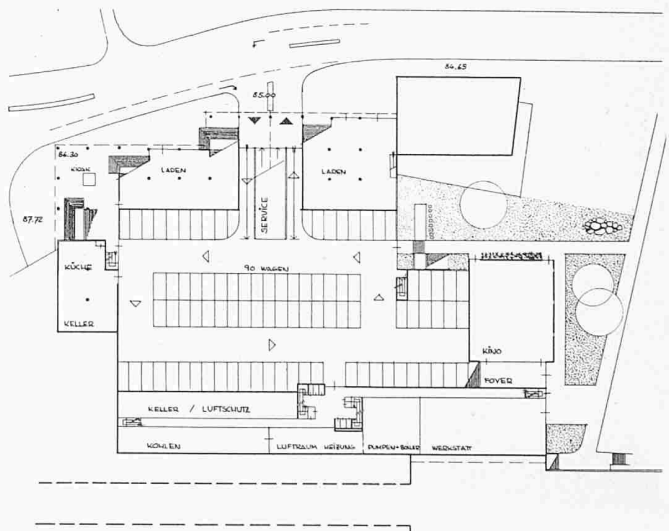 84.65
85.00
86.30
KIOSK
LADEN
LADEN
87.72
SERVICE
KÜCHE
90 WAGEN
KELLER
KINO
FOYER
KELLER / LUFTSCHUTZ
KOHLEN
LUFTRAUM HEIZUNG
PUMPEN+BOILER
WERKSTATT